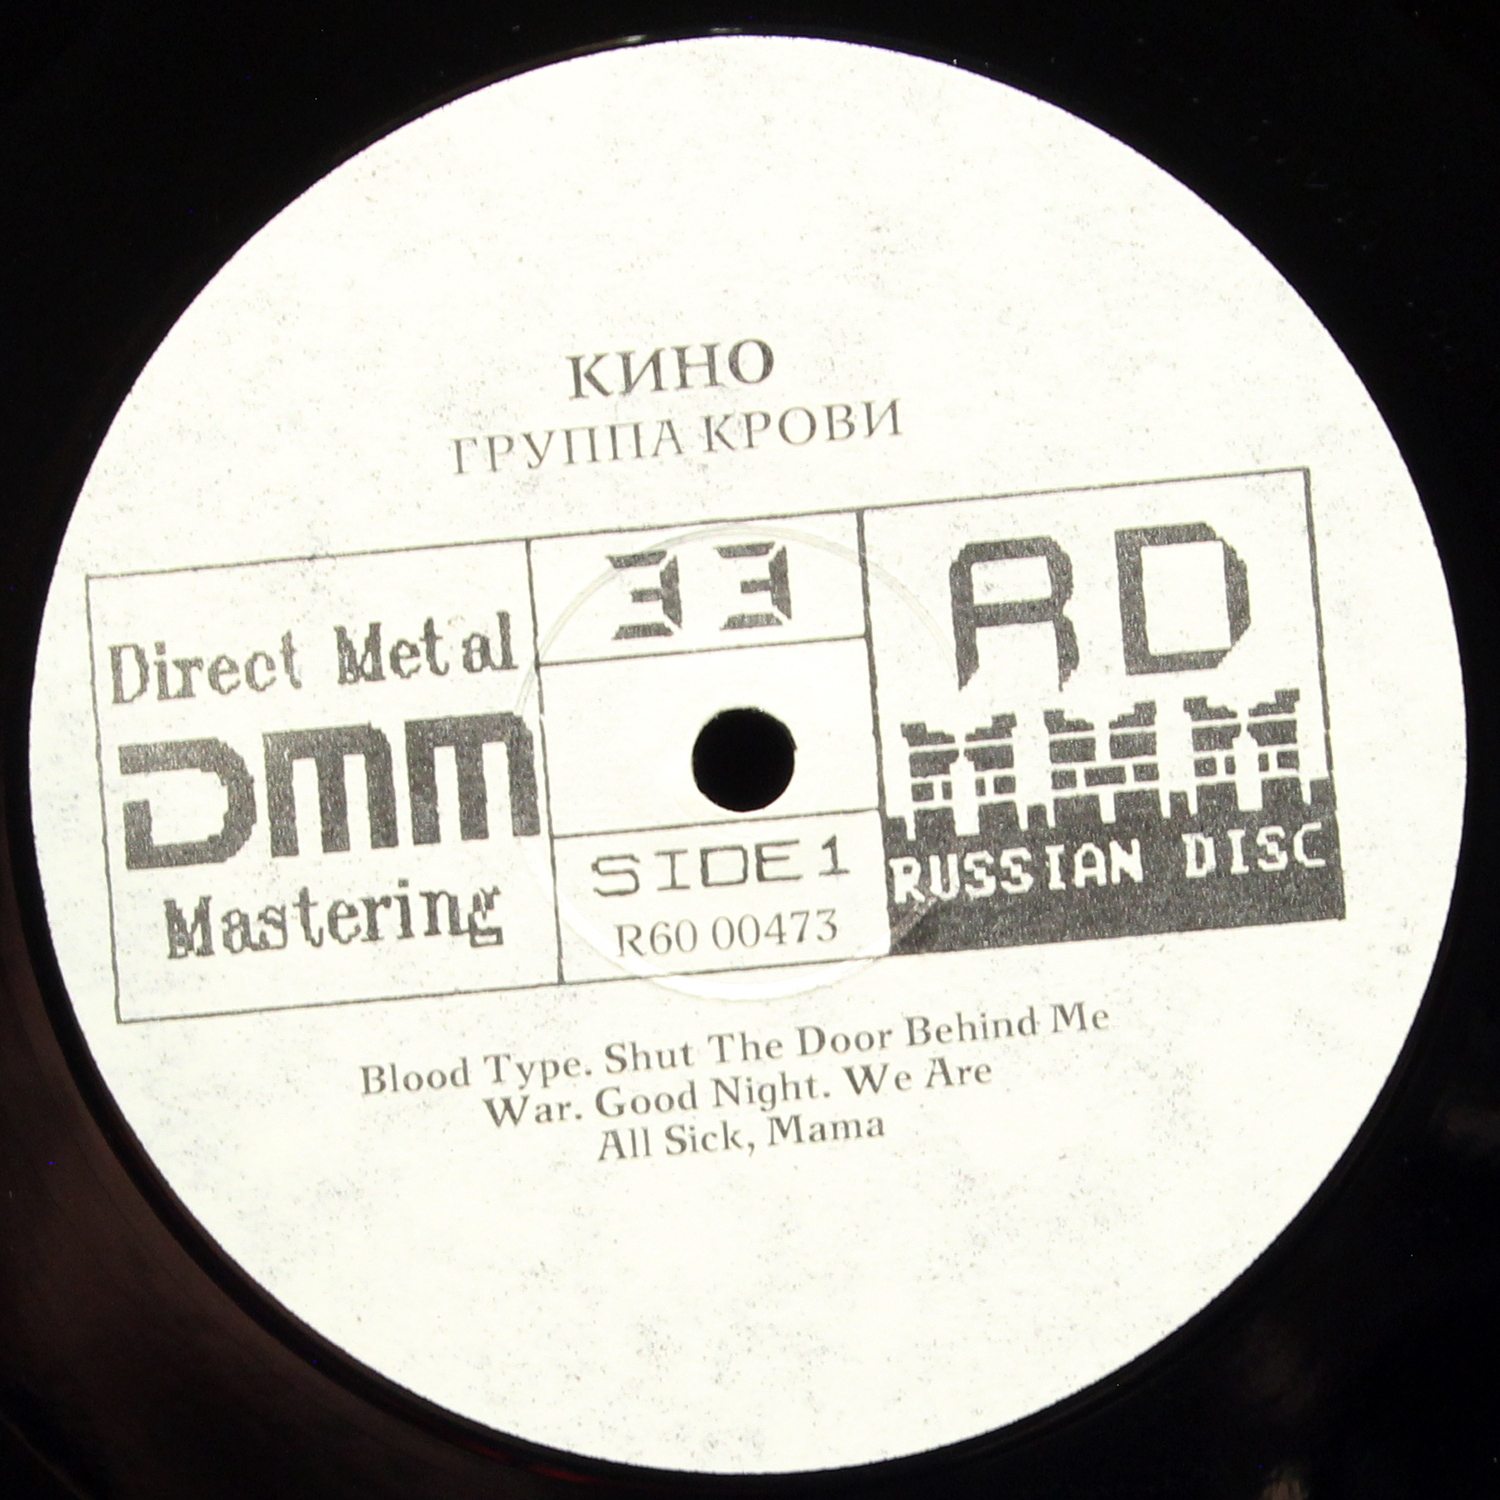 КИНО
ГРУППА КРОВИ
Direct Metal
DMM
Mastering
33
SIDE 1
R60 00473
RD
RUSSIAN DISC
Blood Type. Shut The Door Behind Me
War. Good Night. We Are
All Sick, Mama